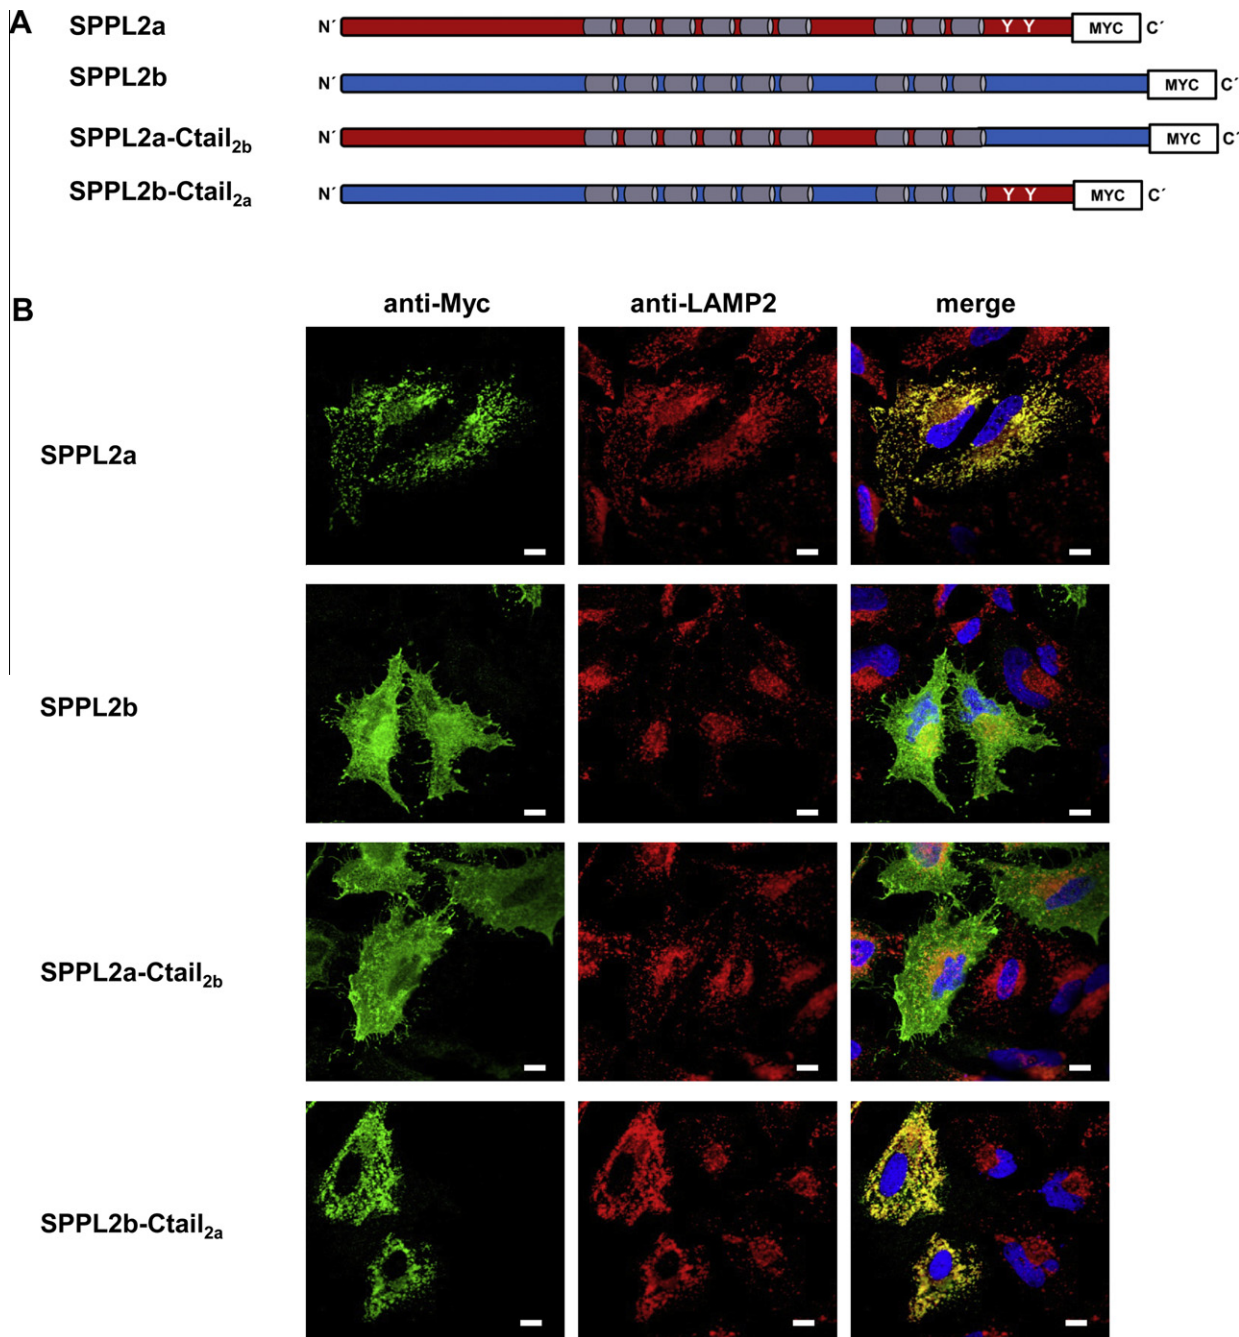 A
SPPL2a N´ Y Y MYC C´
SPPL2b N´ MYC C´
SPPL2a-Ctail2b N´ MYC C´
SPPL2b-Ctail2a N´ Y Y MYC C´
B
anti-Myc anti-LAMP2 merge
SPPL2a
SPPL2b
SPPL2a-Ctail2b
SPPL2b-Ctail2a